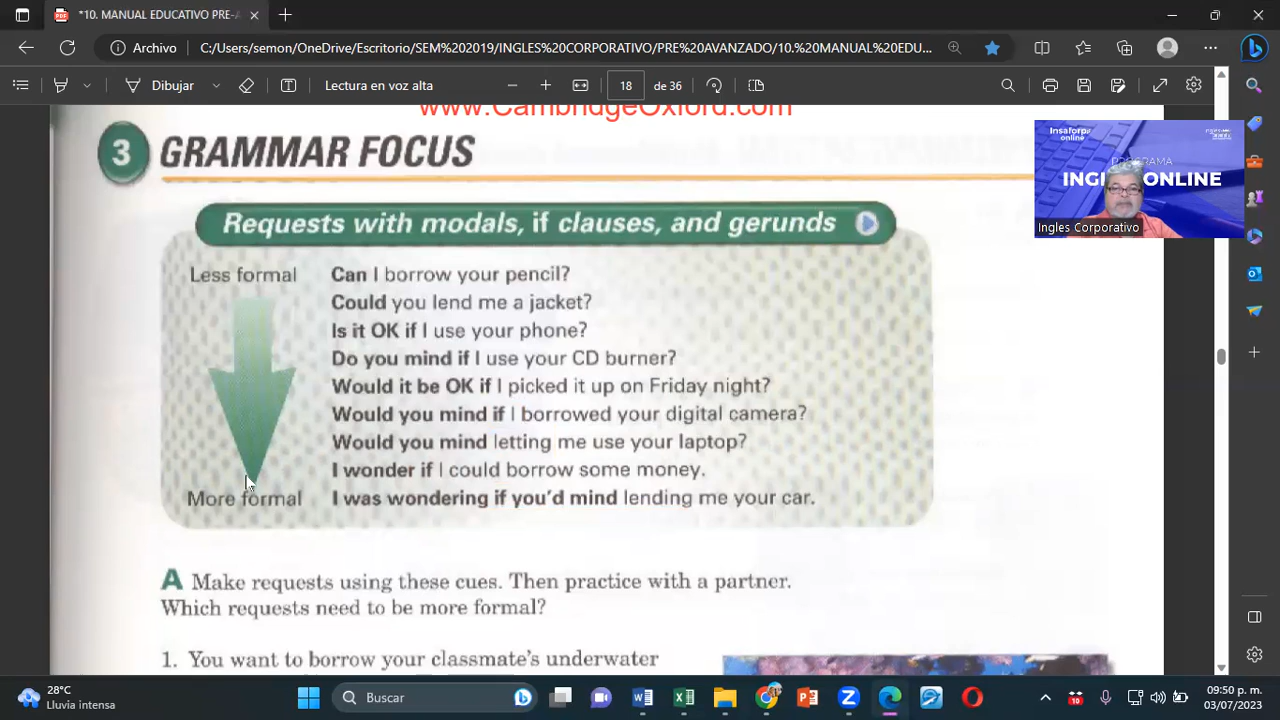 *10. MANUAL EDUCATIVO PRE-A
Archivo
C:/Users/semon/OneDrive/Escritorio/SEM%202019/INGLES%20CORPORATIVO/PRE%20AVANZADO/10.%20MANUAL%20EDU...
Dibujar
Lectura en voz alta
18
de 36
www.CambridgeOxford.com
3 GRAMMAR FOCUS
Requests with modals, if clauses, and gerunds
Less formal
Can I borrow your pencil?
Could you lend me a jacket?
Is it OK if I use your phone?
Do you mind if I use your CD burner?
Would it be OK if I picked it up on Friday night?
Would you mind if I borrowed your digital camera?
Would you mind letting me use your laptop?
I wonder if I could borrow some money.
More formal
I was wondering if you'd mind lending me your car.
A Make requests using these cues. Then practice with a partner.
Which requests need to be more formal?
1. You want to borrow your classmate's underwater
Insaforp
online
PROGRAMA
Ingles Corporativo
28°C
Lluvia intensa
Buscar
10
09:50 p. m.
03/07/2023